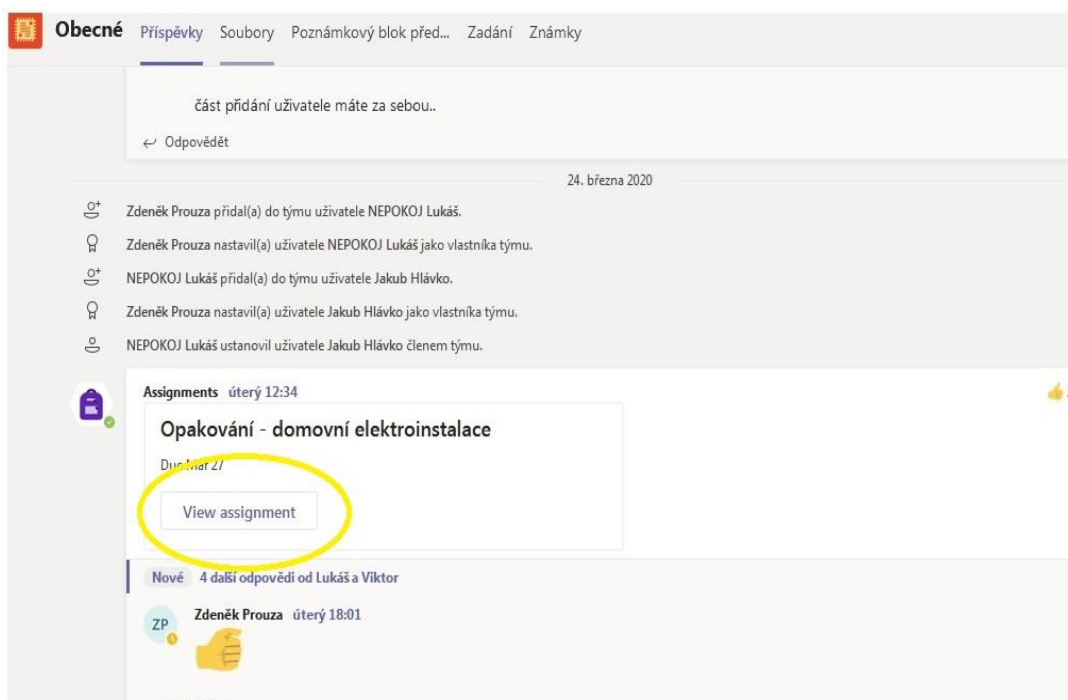 Obecné Příspěvky Soubory Poznámkový blok před... Zadání Známky
část přidání uživatele máte za sebou..
Odpovědět
24. března 2020
Zdeněk Prouza přidal(a) do týmu uživatele NEPOKOJ Lukáš.
Zdeněk Prouza nastavil(a) uživatele NEPOKOJ Lukáš jako vlastníka týmu.
NEPOKOJ Lukáš přidal(a) do týmu uživatele Jakub Hlávko.
Zdeněk Prouza nastavil(a) uživatele Jakub Hlávko jako vlastníka týmu.
NEPOKOJ Lukáš ustanovil uživatele Jakub Hlávko členem týmu.
Assignments úterý 12:34
Opakování - domovní elektroinstalace
Due Mar 27
View assignment
Nové 4 další odpovědi od Lukáš a Viktor
ZP Zdeněk Prouza úterý 18:01